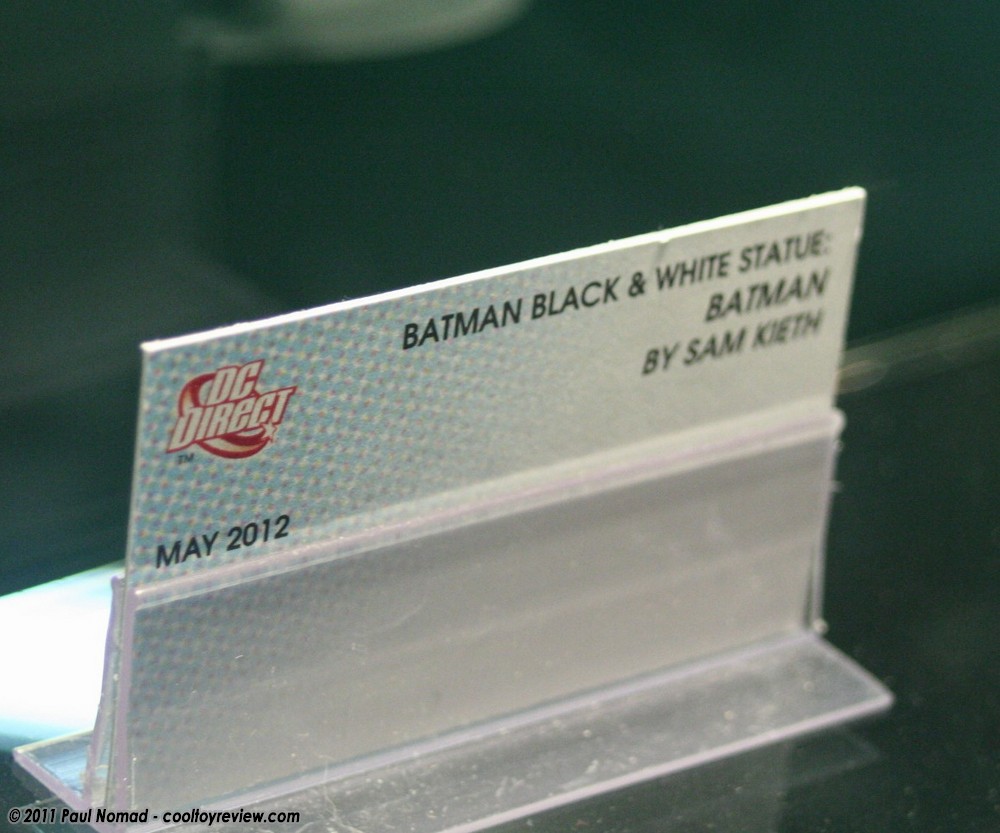 BATMAN BLACK & WHITE STATUE:
BATMAN
BY SAM KIETH
DC
DIRECT
TM
MAY 2012
© 2011 Paul Nomad - cooltoyreview.com